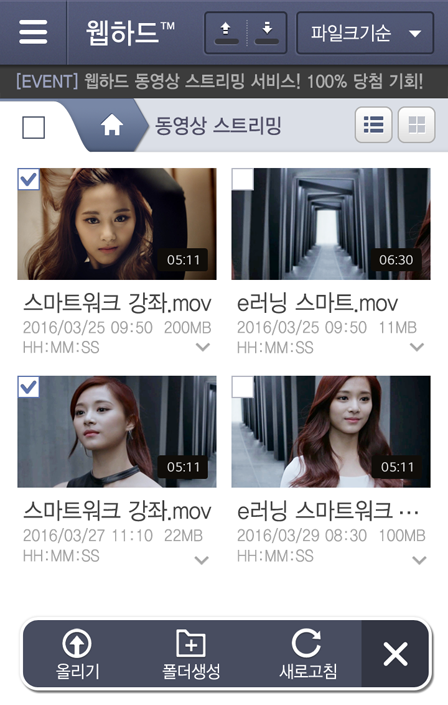 웹하드™
파일크기순
[EVENT] 웹하드 동영상 스트리밍 서비스! 100% 당첨 기회!
동영상 스트리밍
05:11
06:30
스마트워크 강좌.mov
e러닝 스마트.mov
2016/03/25 09:50 200MB
2016/03/25 09:50 11MB
HH:MM:SS
HH:MM:SS
05:11
05:11
스마트워크 강좌.mov
e러닝 스마트워크 ···
2016/03/27 11:10 22MB
2016/03/29 08:30 100MB
HH:MM:SS
HH:MM:SS
올리기
폴더생성
새로고침